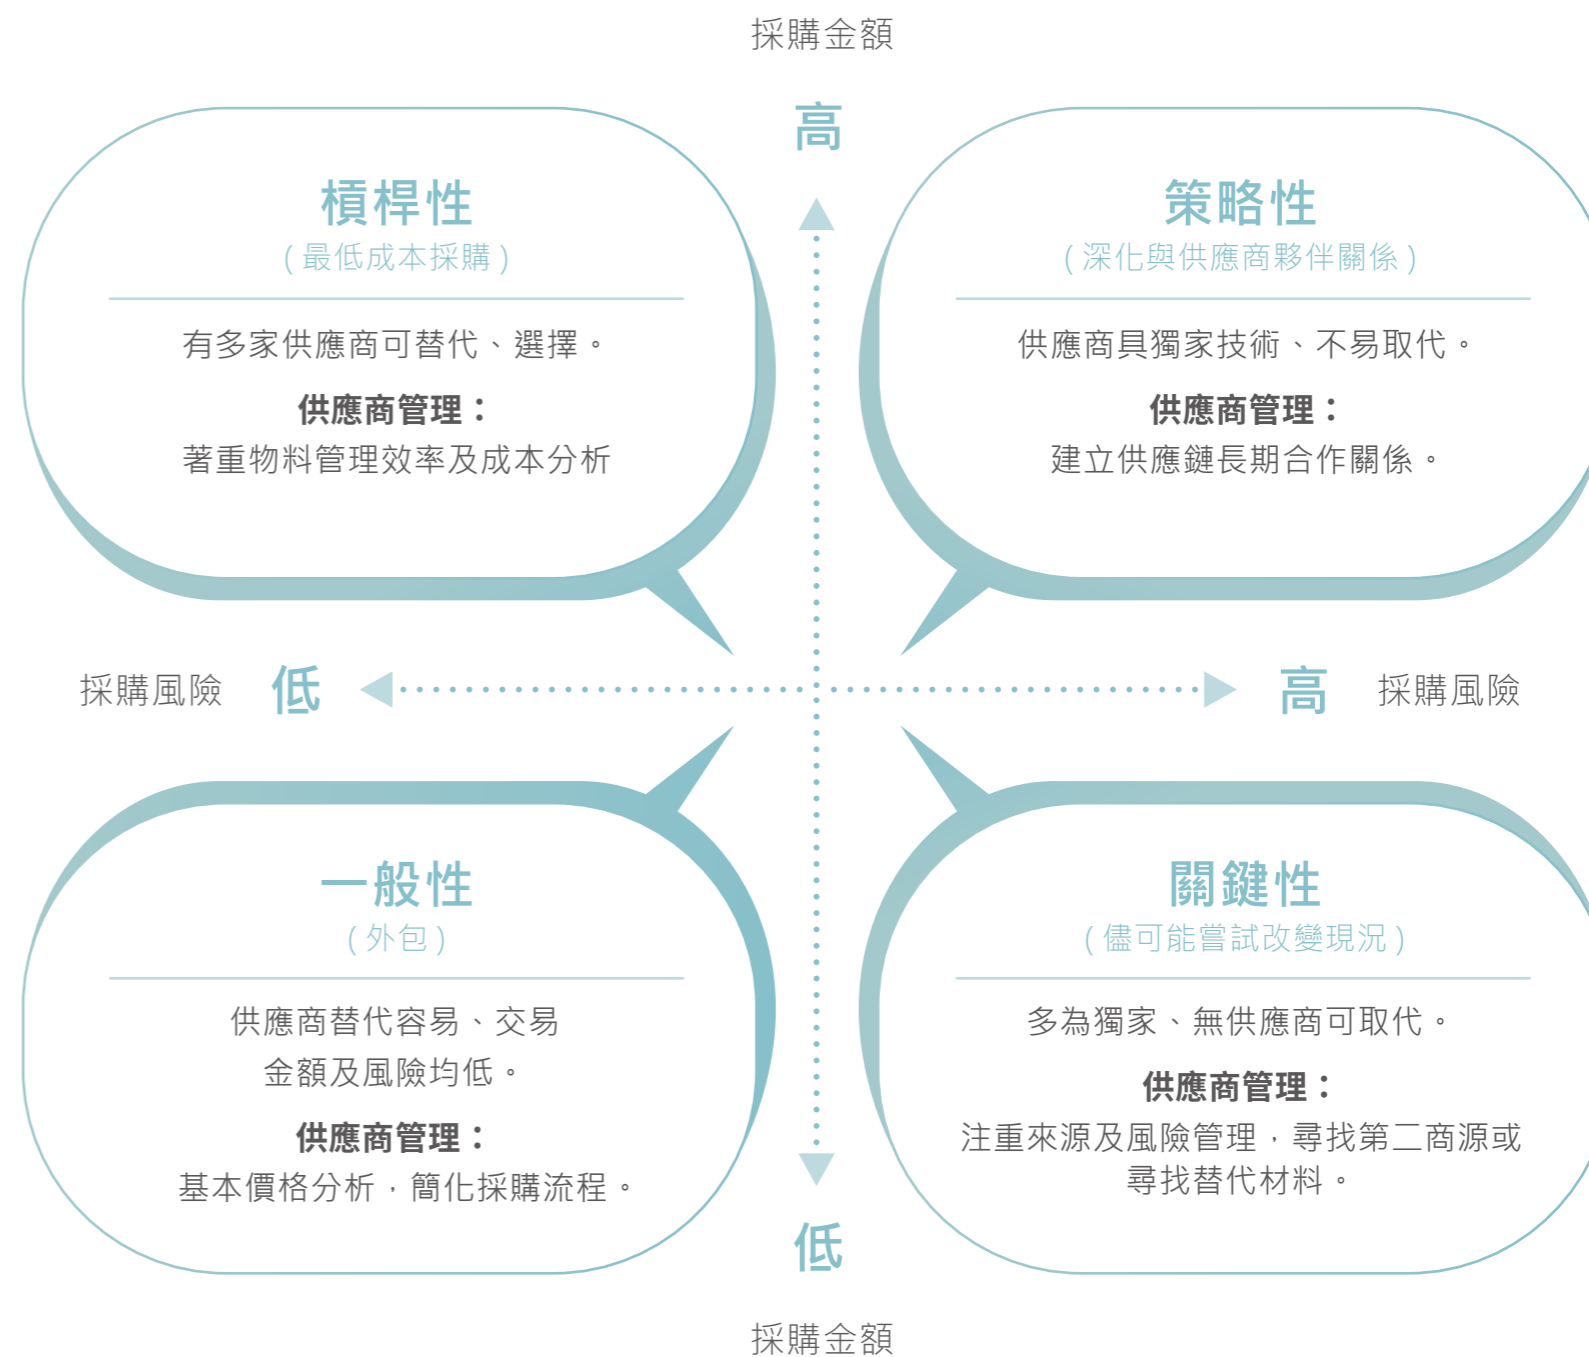 採購金額
高
槓桿性
(最低成本採購)
有多家供應商可替代、選擇。
供應商管理：
著重物料管理效率及成本分析
策略性
(深化與供應商夥伴關係)
供應商具獨家技術、不易取代。
供應商管理：
建立供應鏈長期合作關係。
採購風險 低
高 採購風險
一般性
(外包)
供應商替代容易、交易
金額及風險均低。
供應商管理：
基本價格分析，簡化採購流程。
關鍵性
(儘可能嘗試改變現況)
多為獨家、無供應商可取代。
供應商管理：
注重來源及風險管理，尋找第二商源或
尋找替代材料。
低
採購金額